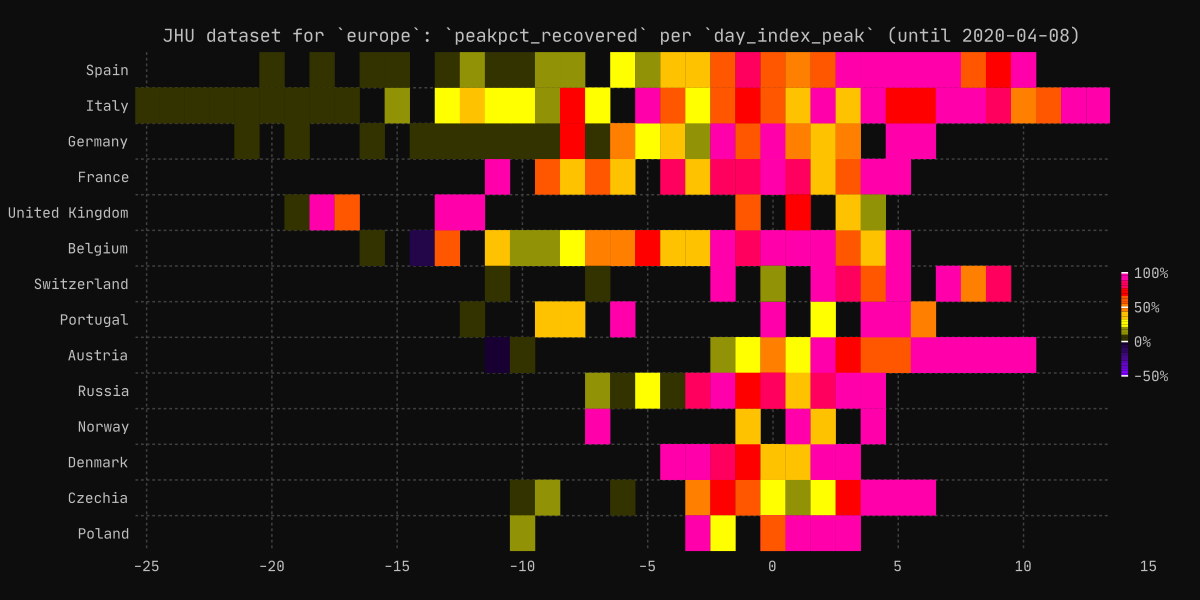 JHU dataset for `europe`: `peakpct_recovered` per `day_index_peak` (until 2020-04-08)
Spain
Italy
Germany
France
United Kingdom
Belgium
Switzerland
Portugal
Austria
Russia
Norway
Denmark
Czechia
Poland
100%
50%
0%
−50%
−25 −20 −15 −10 −5 0 5 10 15